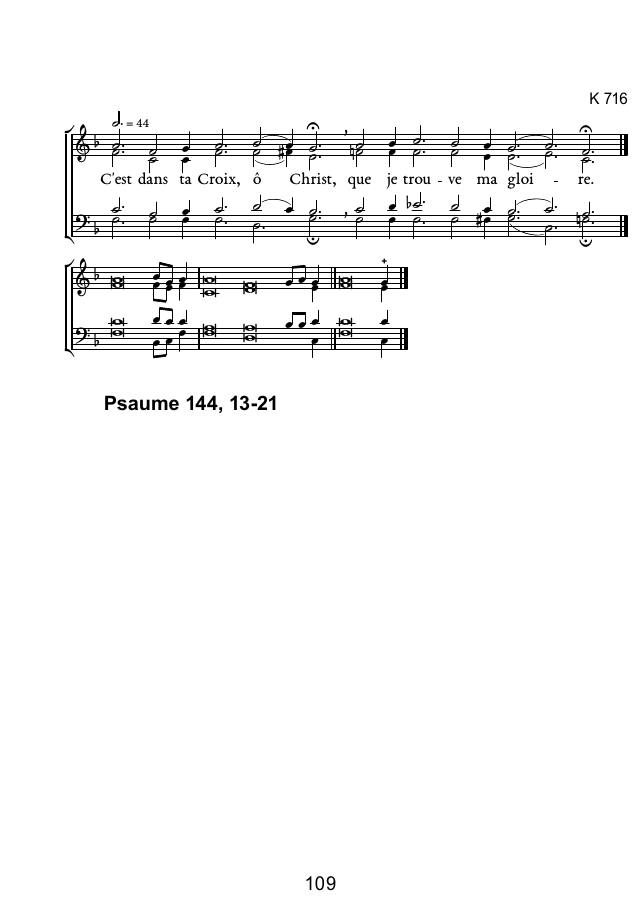 K 716
= 44
C'est dans ta Croix, ô Christ, que je trou - ve ma gloi - re.
Psaume 144, 13-21
109